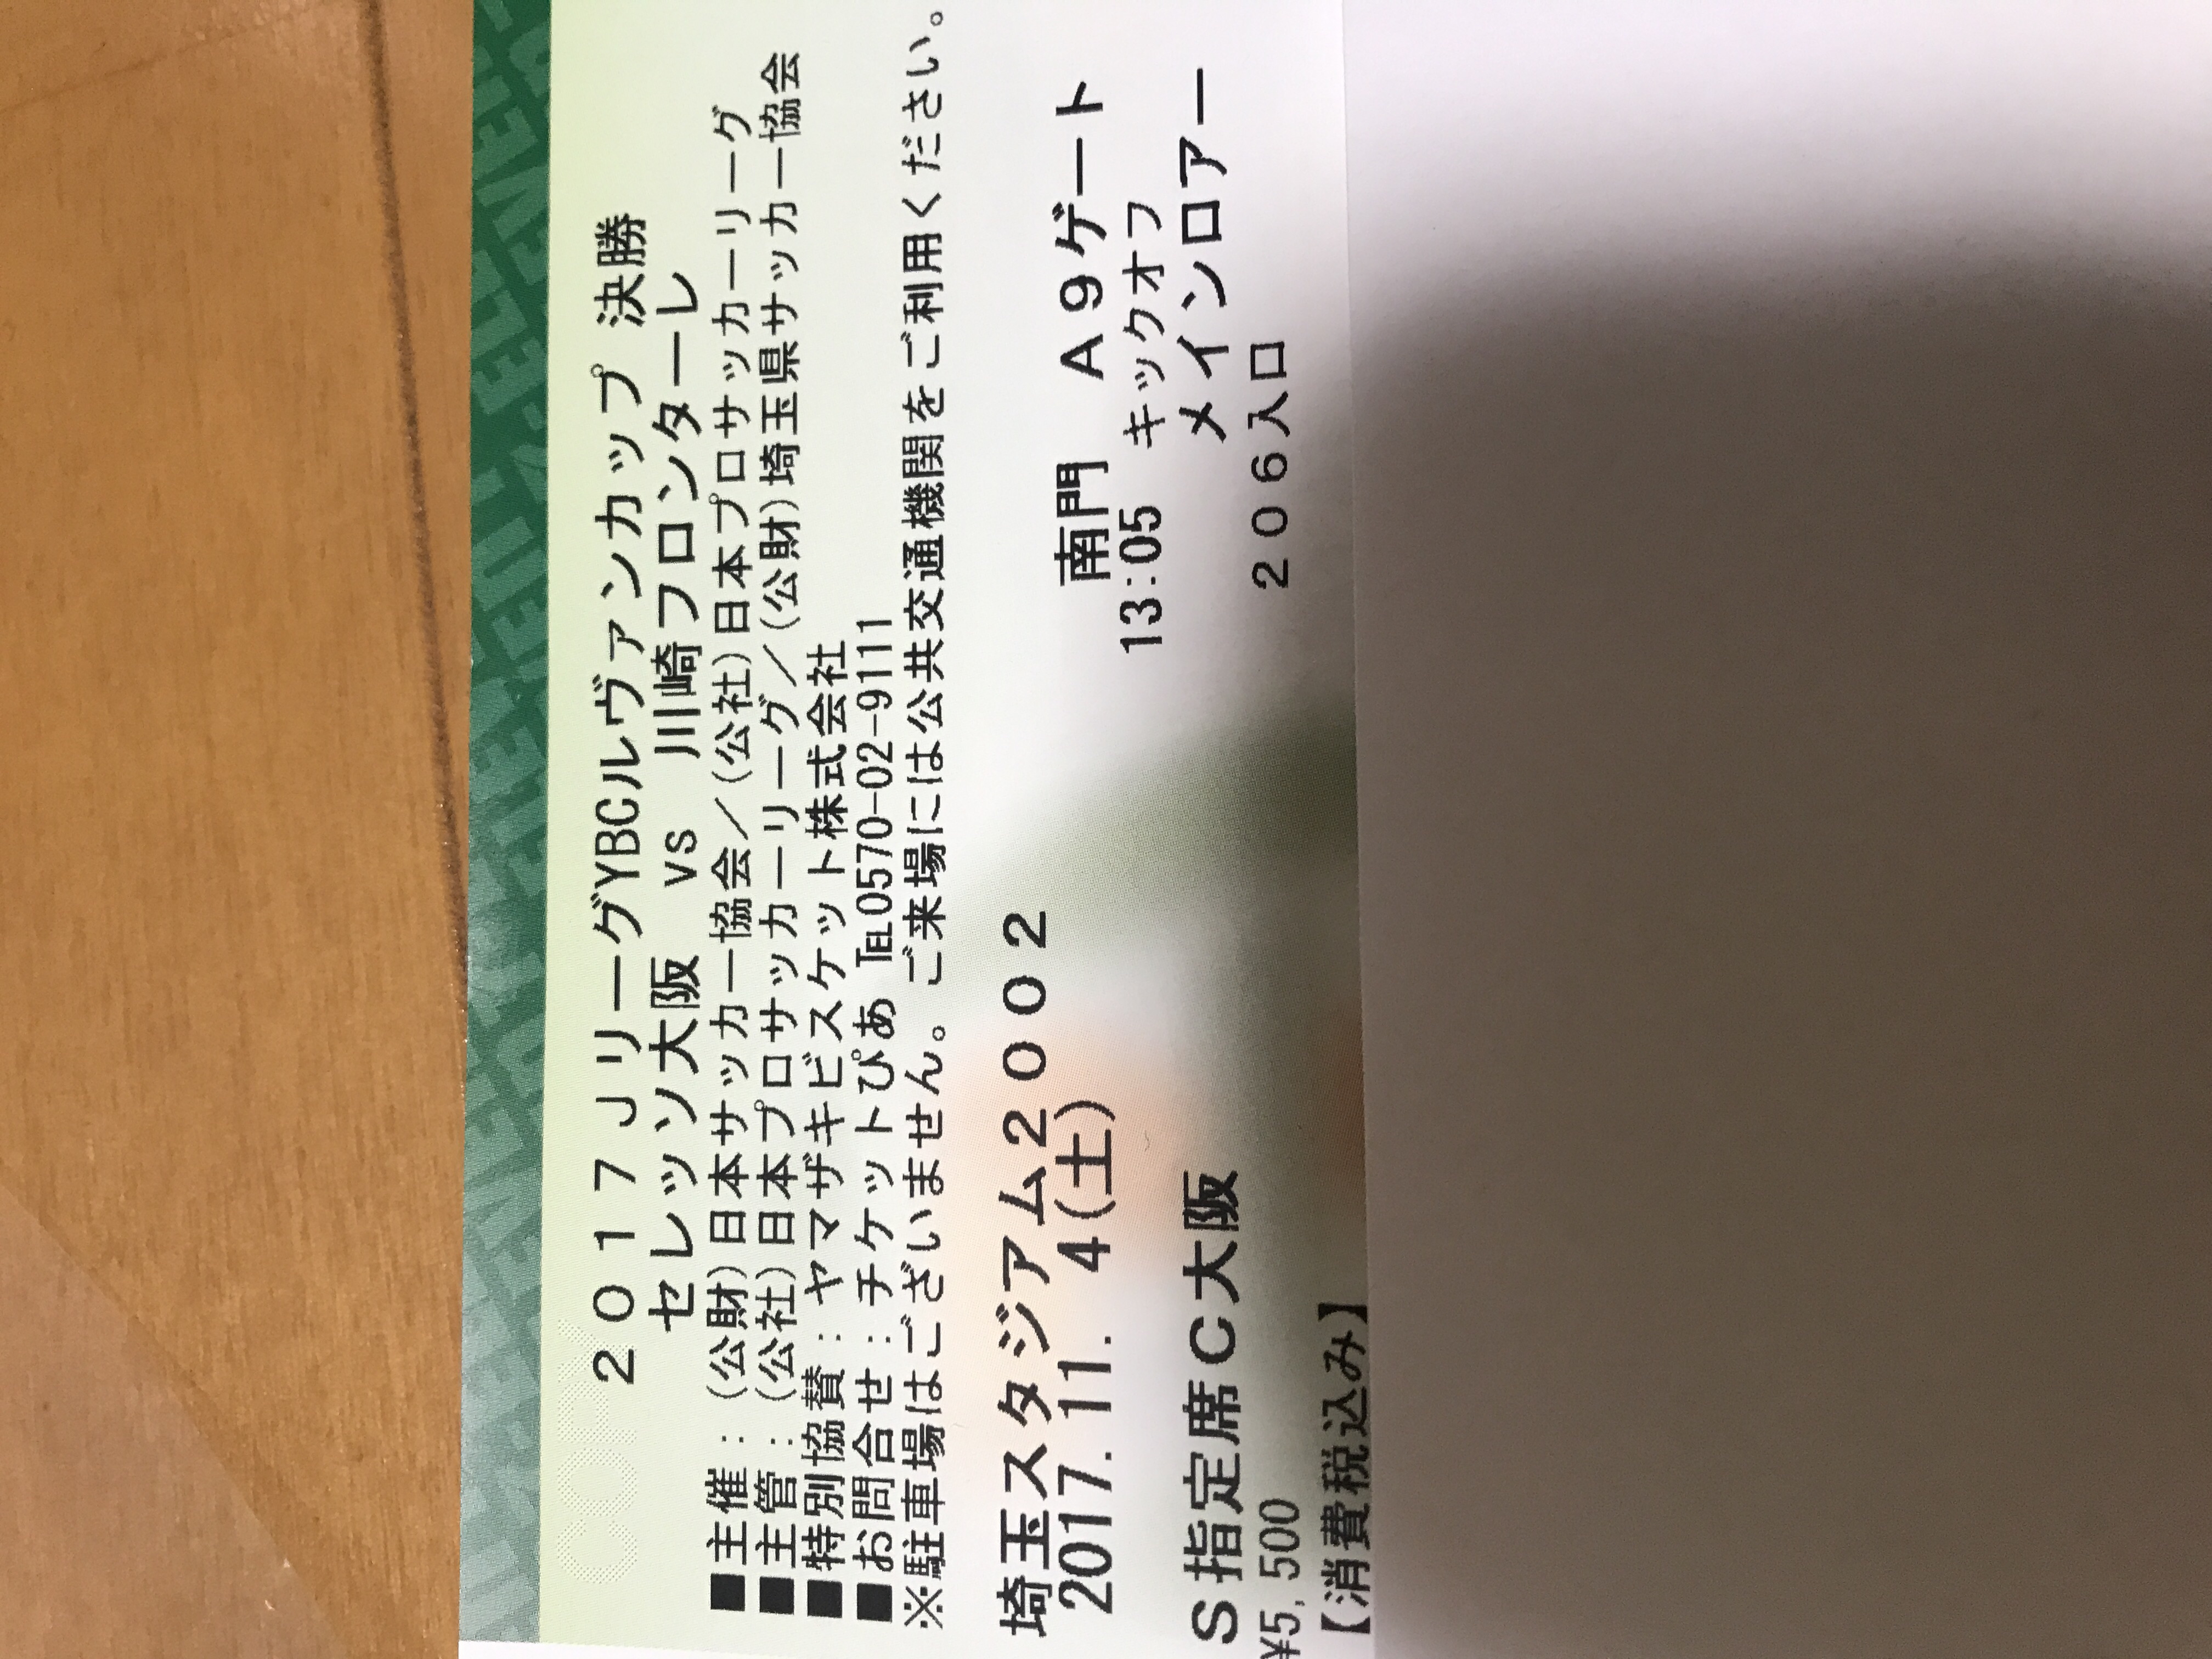 COPY
２０１７Ｊリーグ YBCルヴァンカップ 決勝
セレッソ大阪 vs 川崎フロンターレ
■主催：(公財)日本サッカー協会／(公社)日本プロサッカーリーグ
■主管：(公社)日本プロサッカーリーグ／(公財)埼玉県サッカー協会
■特別協賛：ヤマザキビスケット株式会社
■お問合せ：チケットぴあ ℡0570-02-9111
※駐車場はございません。ご来場には公共交通機関をご利用ください。
埼玉スタジアム２００２
南門 Ａ９ゲート
2017.11. 4(土) 13:05 キックオフ
Ｓ指定席Ｃ大阪 メインロアー
¥5,500 ２０６入口
【消費税込み】